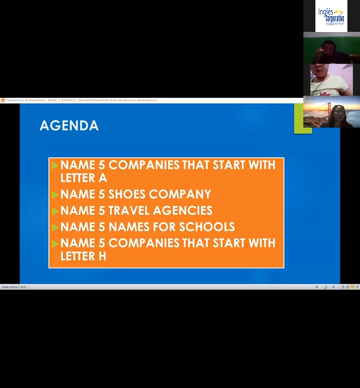 Inglés
corporativo
AGENDA
NAME 5 COMPANIES THAT START WITH
LETTER A
NAME 5 SHOES COMPANY
NAME 5 TRAVEL AGENCIES
NAME 5 NAMES FOR SCHOOLS
NAME 5 COMPANIES THAT START WITH
LETTER H